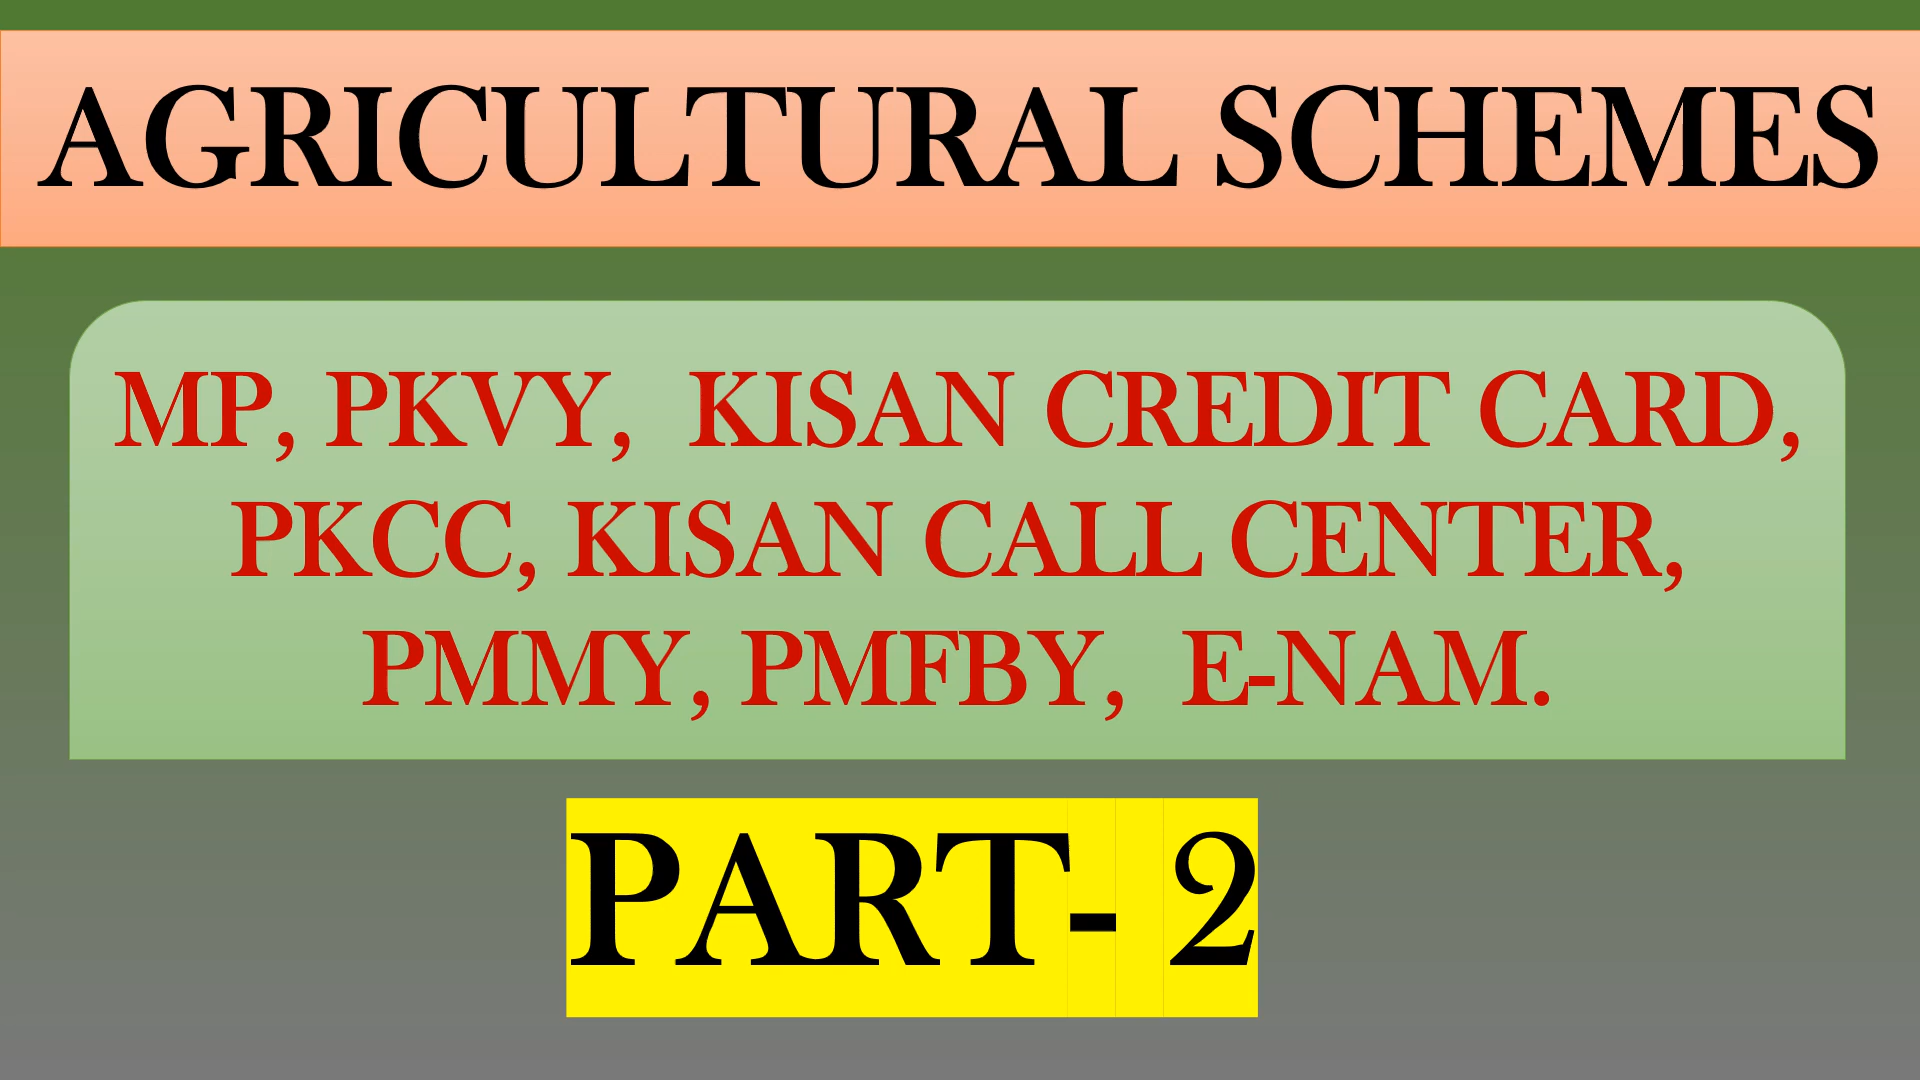 AGRICULTURAL SCHEMES
MP, PKVY, KISAN CREDIT CARD,
PKCC, KISAN CALL CENTER,
PMMY, PMFBY, E-NAM.
PART- 2